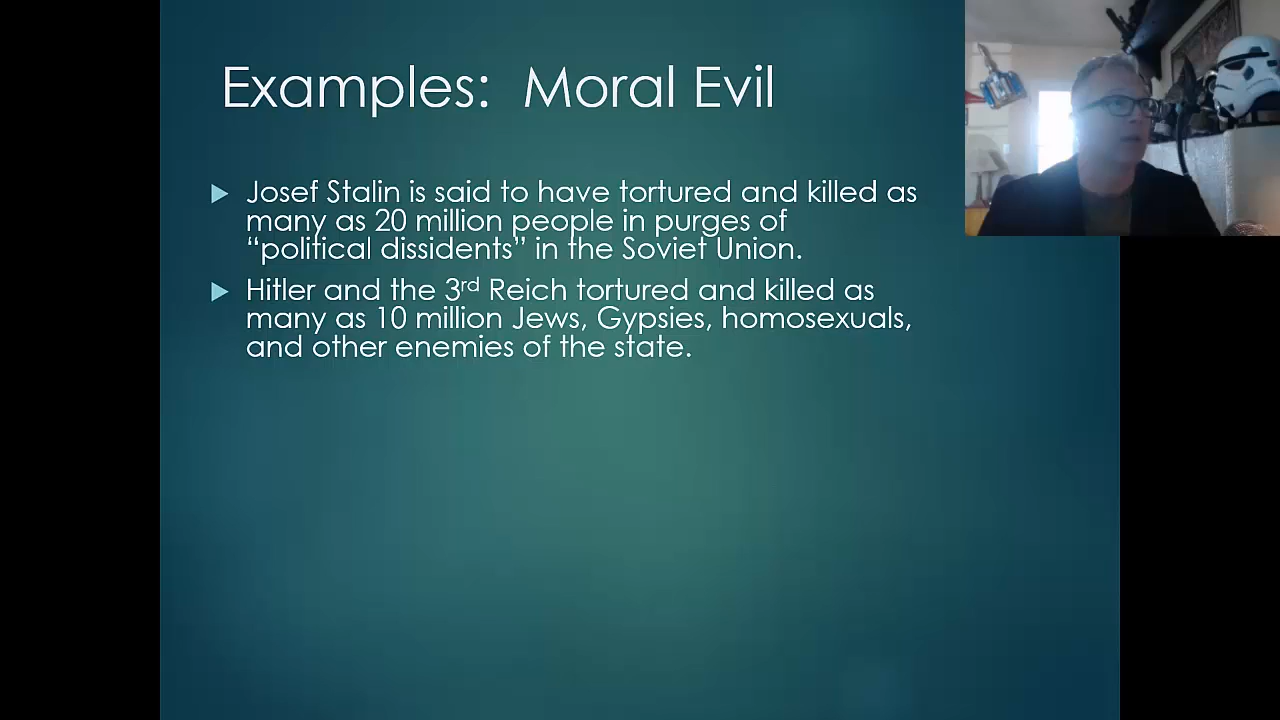 Examples: Moral Evil
Josef Stalin is said to have tortured and killed as
many as 20 million people in purges of
“political dissidents” in the Soviet Union.
Hitler and the 3rd Reich tortured and killed as
many as 10 million Jews, Gypsies, homosexuals,
and other enemies of the state.